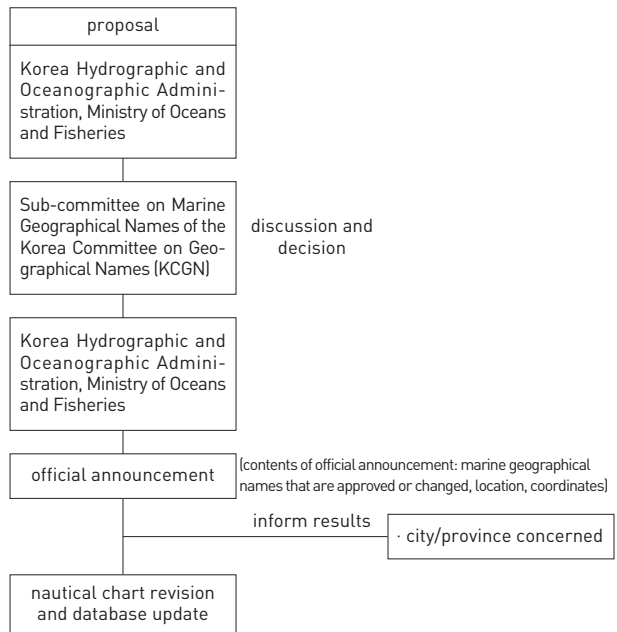 proposal
Korea Hydrographic and
Oceanographic Admini-
stration, Ministry of Oceans
and Fisheries
Sub-committee on Marine
Geographical Names of the
Korea Committee on Geo-
graphical Names (KCGN)
discussion and
decision
Korea Hydrographic and
Oceanographic Admini-
stration, Ministry of Oceans
and Fisheries
official announcement
(contents of official announcement: marine geographical
names that are approved or changed, location, coordinates)
inform results
· city/province concerned
nautical chart revision
and database update